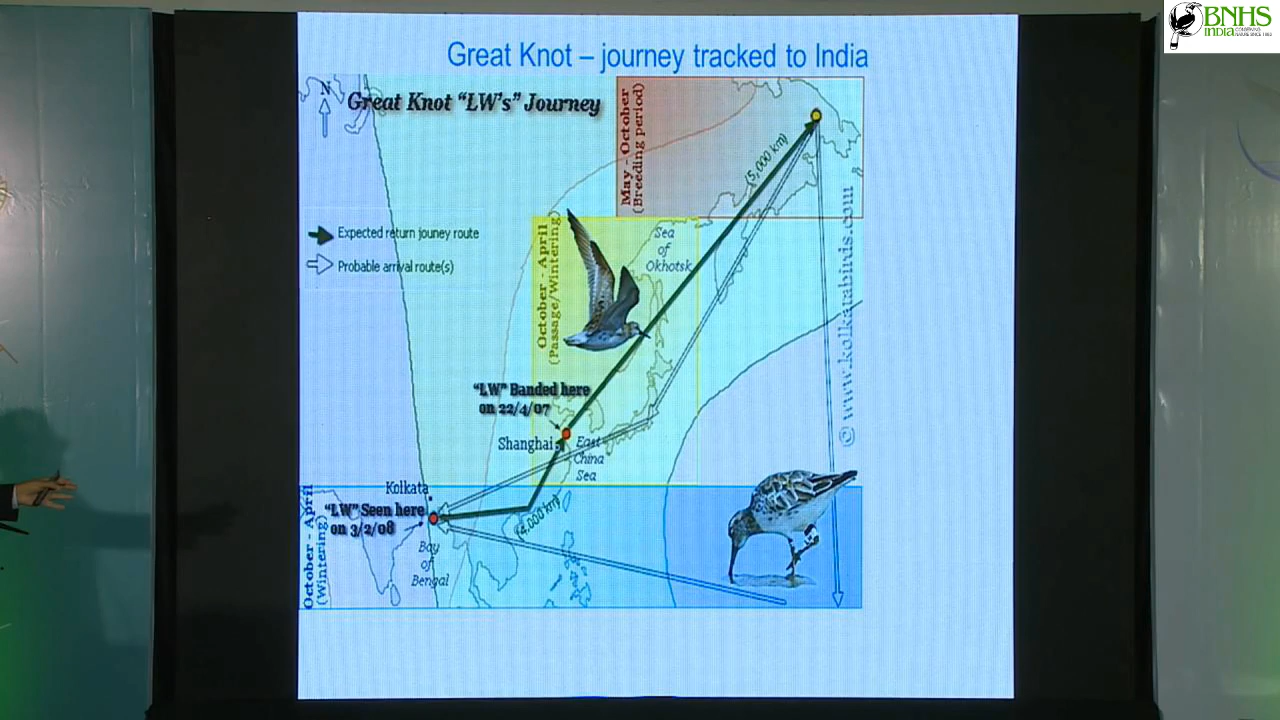 BNHS
INDIA
Great Knot – journey tracked to India
N
Great Knot "LW's" Journey
May - October
(Breeding period)
(5,000 km)
Expected return jouney route
Probable arrival route(s)
October - April
(Passage/Wintering)
Sea
of
Okhotsk
© www.kolkatabirds.com
"LW" Banded here
on 22/4/07
Shanghai
East
China
Sea
Kolkata
"LW" Seen here
on 3/2/08
(4,000 km)
Bay
of
Bengal
October - April
(Wintering)